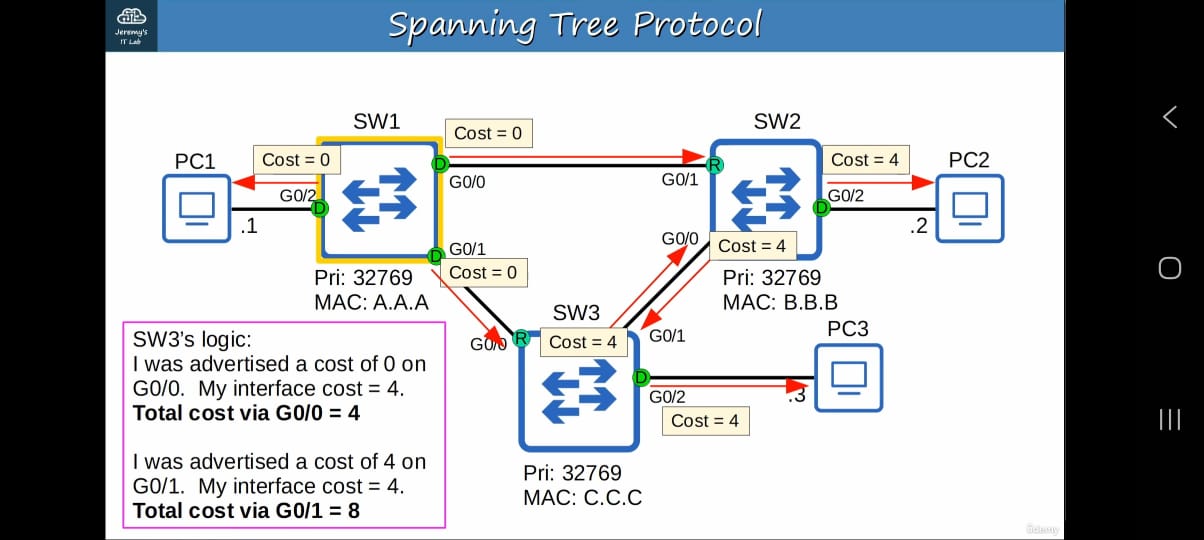 Jeremy's
IT Lab
Spanning Tree Protocol
SW1
Cost = 0
SW2
PC1
Cost = 0
Cost = 4
PC2
G0/2
D
D
G0/0
G0/1
R
D
G0/2
.1
.2
D
G0/1
Cost = 0
G0/0
Cost = 4
Pri: 32769
MAC: A.A.A
Pri: 32769
MAC: B.B.B
SW3
PC3
G0/0
R
Cost = 4
G0/1
D
G0/2
.3
Cost = 4
Pri: 32769
MAC: C.C.C
SW3's logic:
I was advertised a cost of 0 on
G0/0. My interface cost = 4.
Total cost via G0/0 = 4
I was advertised a cost of 4 on
G0/1. My interface cost = 4.
Total cost via G0/1 = 8
ûdemy